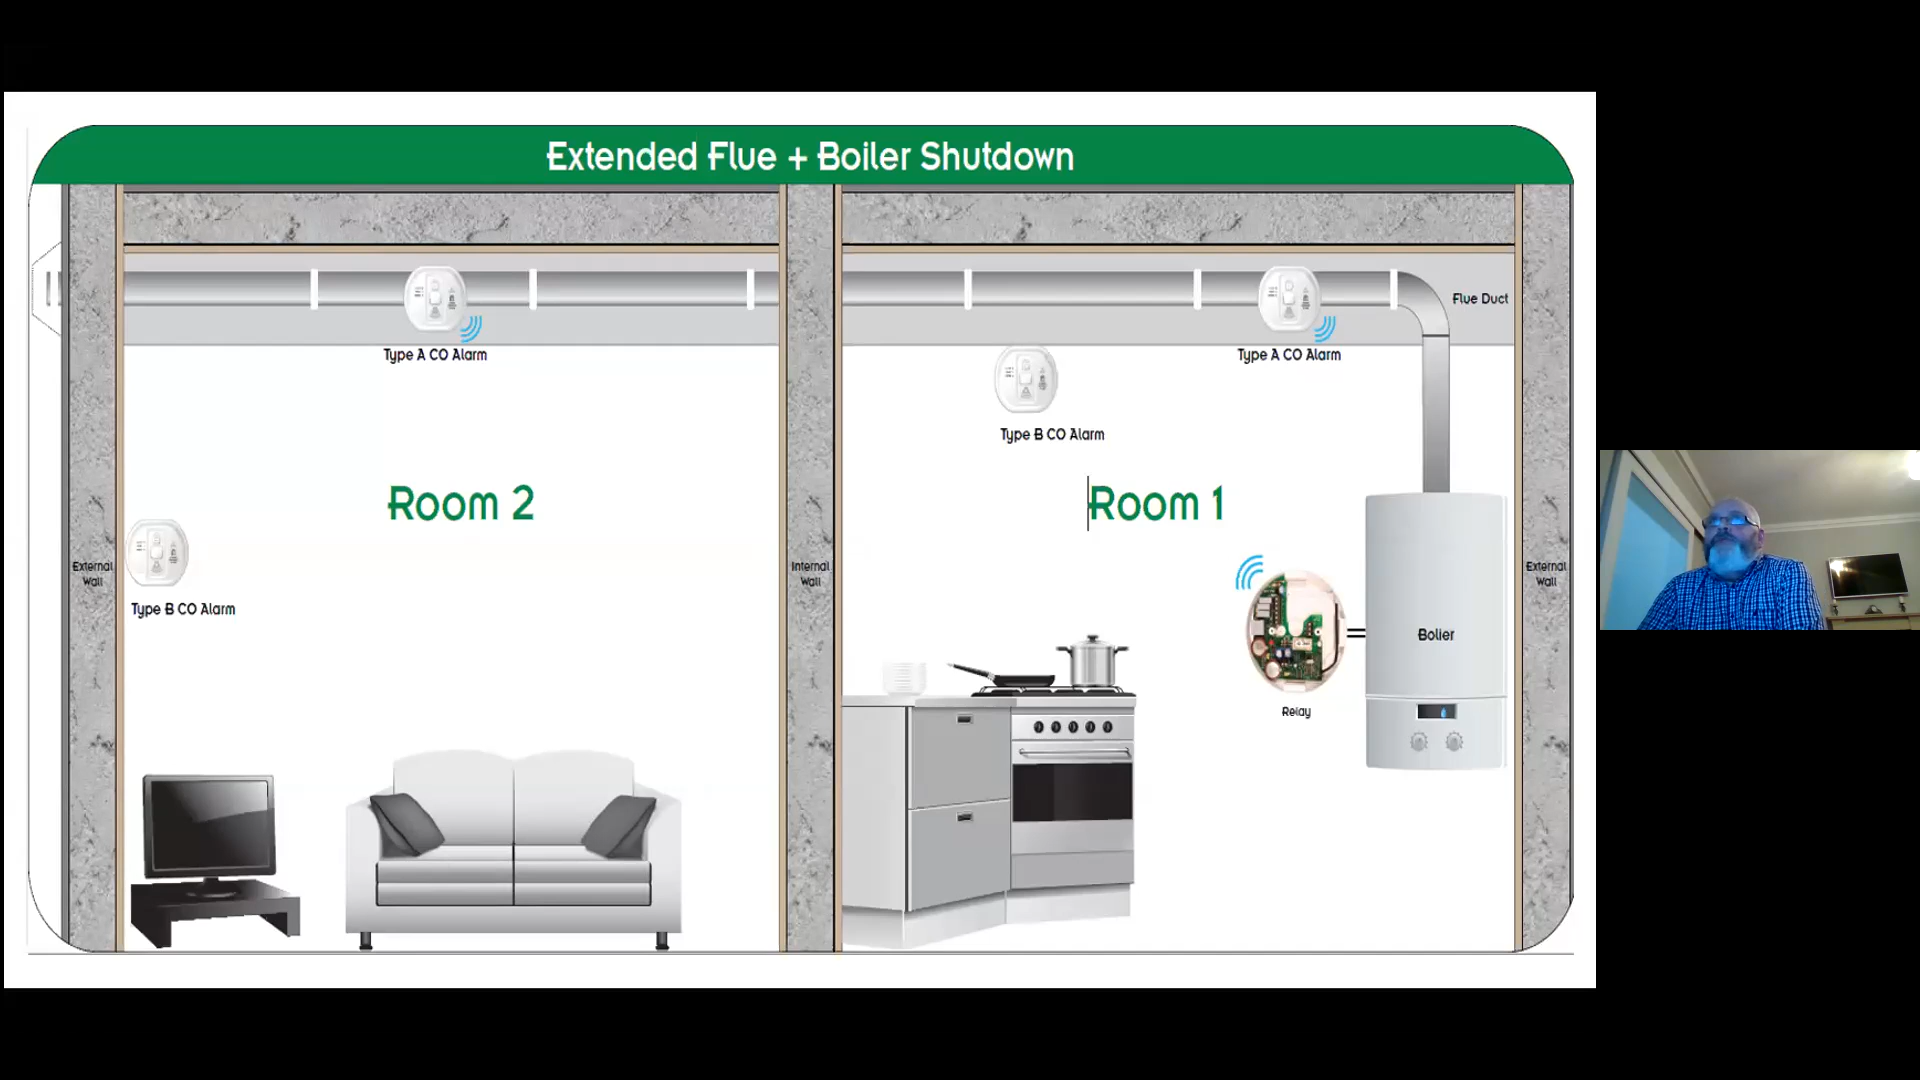 Extended Flue + Boiler Shutdown
Flue Duct
Type A CO Alarm
Type A CO Alarm
Type B CO Alarm
Room 2
Room 1
External
Wall
Internal
Wall
External
Wall
Type B CO Alarm
Bolier
Relay